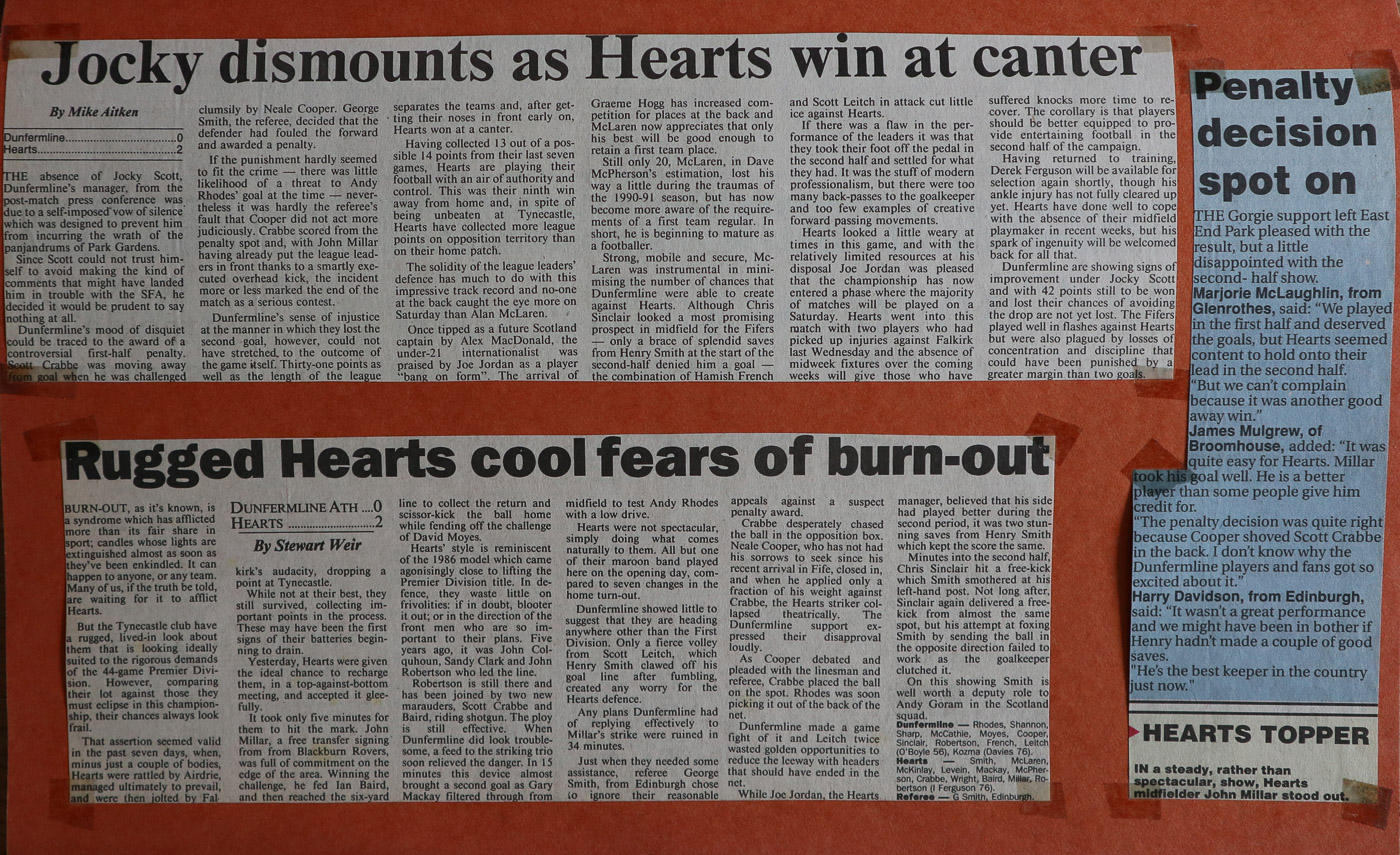 Jocky dismounts as Hearts win at canter
By Mike Aitken
Dunfermline..............................0
Hearts.........................................2
THE absence of Jocky Scott,
Dunfermline's manager, from the
post-match press conference was
due to a self-imposed vow of silence
which was designed to prevent him
from incurring the wrath of the
panjandrums of Park Gardens.
Since Scott could not trust him-
self to avoid making the kind of
comments that might have landed
him in trouble with the SFA, he
decided it would be prudent to say
nothing at all.
Dunfermline's mood of disquiet
could be traced to the award of a
controversial first-half penalty.
Scott Crabbe was moving away
from goal when he was challenged
clumsily by Neale Cooper. George
Smith, the referee, decided that the
defender had fouled the forward
and awarded a penalty.
If the punishment hardly seemed
to fit the crime — there was little
likelihood of a threat to Andy
Rhodes' goal at the time — never-
theless it was hardly the referee's
fault that Cooper did not act more
judiciously. Crabbe scored from the
penalty spot and, with John Millar
having already put the league lead-
ers in front thanks to a smartly exe-
cuted overhead kick, the incident
more or less marked the end of the
match as a serious contest.
Dunfermline's sense of injustice
at the manner in which they lost the
second goal, however, could not
have stretched to the outcome of
the game itself. Thirty-one points as
well as the length of the league
separates the teams and, after get-
ting their noses in front early on,
Hearts won at a canter.
Having collected 13 out of a pos-
sible 14 points from their last seven
games, Hearts are playing their
football with an air of authority and
control. This was their ninth win
away from home and, in spite of
being unbeaten at Tynecastle,
Hearts have collected more league
points on opposition territory than
on their home patch.
The solidity of the league leaders'
defence has much to do with this
impressive track record and no-one
at the back caught the eye more on
Saturday than Alan McLaren.
Once tipped as a future Scotland
captain by Alex MacDonald, the
under-21 internationalist was
praised by Joe Jordan as a player
“bang on form”. The arrival of
Graeme Hogg has increased com-
petition for places at the back and
McLaren now appreciates that only
his best will be good enough to
retain a first team place.
Still only 20, McLaren, in Dave
McPherson's estimation, lost his
way a little during the traumas of
the 1990-91 season, but has now
become more aware of the require-
ments of a first team regular. In
short, he is beginning to mature as
a footballer.
Strong, mobile and secure, Mc-
Laren was instrumental in mini-
mising the number of chances that
Dunfermline were able to create
against Hearts. Although Chris
Sinclair looked a most promising
prospect in midfield for the Fifers
— only a brace of splendid saves
from Henry Smith at the start of the
second-half denied him a goal —
the combination of Hamish French
and Scott Leitch in attack cut little
ice against Hearts.
If there was a flaw in the per-
formance of the leaders it was that
they took their foot off the pedal in
the second half and settled for what
they had. It was the stuff of modern
professionalism, but there were too
many back-passes to the goalkeeper
and too few examples of creative
forward passing movements.
Hearts looked a little weary at
times in this game, and with the
relatively limited resources at his
disposal Joe Jordan was pleased
that the championship has now
entered a phase where the majority
of matches will be played on a
Saturday. Hearts went into this
match with two players who had
picked up injuries against Falkirk
last Wednesday and the absence of
midweek fixtures over the coming
weeks will give those who have
suffered knocks more time to re-
cover. The corollary is that players
should be better equipped to pro-
vide entertaining football in the
second half of the campaign.
Having returned to training,
Derek Ferguson will be available for
selection again shortly, though his
ankle injury has not fully cleared up
yet. Hearts have done well to cope
with the absence of their midfield
playmaker in recent weeks, but his
spark of ingenuity will be welcomed
back for all that.
Dunfermline are showing signs of
improvement under Jocky Scott
and with 42 points still to be won
and lost their chances of avoiding
the drop are not yet lost. The Fifers
played well in flashes against Hearts
but were also plagued by losses of
concentration and discipline that
could have been punished by a
greater margin than two goals.
Penalty
decision
spot on
THE Gorgie support left East
End Park pleased with the
result, but a little
disappointed with the
second- half show.
Marjorie McLaughlin, from
Glenrothes, said: “We played
in the first half and deserved
the goals, but Hearts seemed
content to hold onto their
lead in the second half.
“But we can't complain
because it was another good
away win.”
James Mulgrew, of
Broomhouse, added: “It was
quite easy for Hearts. Millar
took his goal well. He is a better
player than some people give him
credit for.
“The penalty decision was quite right
because Cooper shoved Scott Crabbe
in the back. I don't know why the
Dunfermline players and fans got so
excited about it.”
Harry Davidson, from Edinburgh,
said: “It wasn't a great performance
and we might have been in bother if
Henry hadn't made a couple of good
saves.
"He's the best keeper in the country
just now."
HEARTS TOPPER
IN a steady, rather than
spectacular, show, Hearts
midfielder John Millar stood out.
Rugged Hearts cool fears of burn-out
BURN-OUT, as it's known, is
a syndrome which has afflicted
more than its fair share in
sport; candles whose lights are
extinguished almost as soon as
they've been enkindled. It can
happen to anyone, or any team.
Many of us, if the truth be told,
are waiting for it to afflict
Hearts.
But the Tynecastle club have
a rugged, lived-in look about
them that is looking ideally
suited to the rigorous demands
of the 44-game Premier Divi-
sion. However, comparing
their lot against those they
must eclipse in this champion-
ship, their chances always look
frail.
That assertion seemed valid
in the past seven days, when,
minus just a couple of bodies,
Hearts were rattled by Airdrie,
managed ultimately to prevail,
and were then jolted by Fal-
DUNFERMLINE ATH ....0
HEARTS ......................2
By Stewart Weir
kirk's audacity, dropping a
point at Tynecastle.
While not at their best, they
still survived, collecting im-
portant points in the process.
These may have been the first
signs of their batteries begin-
ning to drain.
Yesterday, Hearts were given
the ideal chance to recharge
them, in a top-against-bottom
meeting, and accepted it glee-
fully.
It took only five minutes for
them to hit the mark. John
Millar, a free transfer signing
from from Blackburn Rovers,
was full of commitment on the
edge of the area. Winning the
challenge, he fed Ian Baird,
and then reached the six-yard
line to collect the return and
scissor-kick the ball home
while fending off the challenge
of David Moyes.
Hearts' style is reminiscent
of the 1986 model which came
agonisingly close to lifting the
Premier Division title. In de-
fence, they waste little on
frivolities: if in doubt, blooter
it out; or in the direction of the
front men who are so im-
portant to their plans. Five
years ago, it was John Col-
quhoun, Sandy Clark and John
Robertson who led the line.
Robertson is still there and
has been joined by two new
marauders, Scott Crabbe and
Baird, riding shotgun. The ploy
is still effective. When
Dunfermline did look trouble-
some, a feed to the striking trio
soon relieved the danger. In 15
minutes this device almost
brought a second goal as Gary
Mackay filtered through from
midfield to test Andy Rhodes
with a low drive.
Hearts were not spectacular,
simply doing what comes
naturally to them. All but one
of their maroon band played
here on the opening day, com-
pared to seven changes in the
home turn-out.
Dunfermline showed little to
suggest that they are heading
anywhere other than the First
Division. Only a fierce volley
from Scott Leitch, which
Henry Smith clawed off his
goal line after fumbling,
created any worry for the
Hearts defence.
Any plans Dunfermline had
of replying effectively to
Millar's strike were ruined in
34 minutes.
Just when they needed some
assistance, referee George
Smith, from Edinburgh chose
to ignore their reasonable
appeals against a suspect
penalty award.
Crabbe desperately chased
the ball in the opposition box.
Neale Cooper, who has not had
his sorrows to seek since his
recent arrival in Fife, closed in,
and when he applied only a
fraction of his weight against
Crabbe, the Hearts striker col-
lapsed theatrically. The
Dunfermline support ex-
pressed their disapproval
loudly.
As Cooper debated and
pleaded with the linesman and
referee, Crabbe placed the ball
on the spot. Rhodes was soon
picking it out of the back of the
net.
Dunfermline made a game
fight of it and Leitch twice
wasted golden opportunities to
reduce the leeway with headers
that should have ended in the
net.
While Joe Jordan, the Hearts
manager, believed that his side
had played better during the
second period, it was two stun-
ning saves from Henry Smith
which kept the score the same.
Minutes into the second half,
Chris Sinclair hit a free-kick
which Smith smothered at his
left-hand post. Not long after,
Sinclair again delivered a free-
kick from almost the same
spot, but his attempt at foxing
Smith by sending the ball in
the opposite direction failed to
work as the goalkeeper
clutched it.
On this showing Smith is
well worth a deputy role to
Andy Goram in the Scotland
squad.
Dunfermline — Rhodes, Shannon,
Sharp, McCathie, Moyes, Cooper,
Sinclair, Robertson, French, Leitch
(O'Boyle 56), Kozma (Davies 76).
Hearts — Smith, McLaren,
McKinlay, Levein, Mackay, McPher-
son, Crabbe, Wright, Baird, Millar, Ro-
bertson (I Ferguson 76).
Referee — G Smith, Edinburgh.